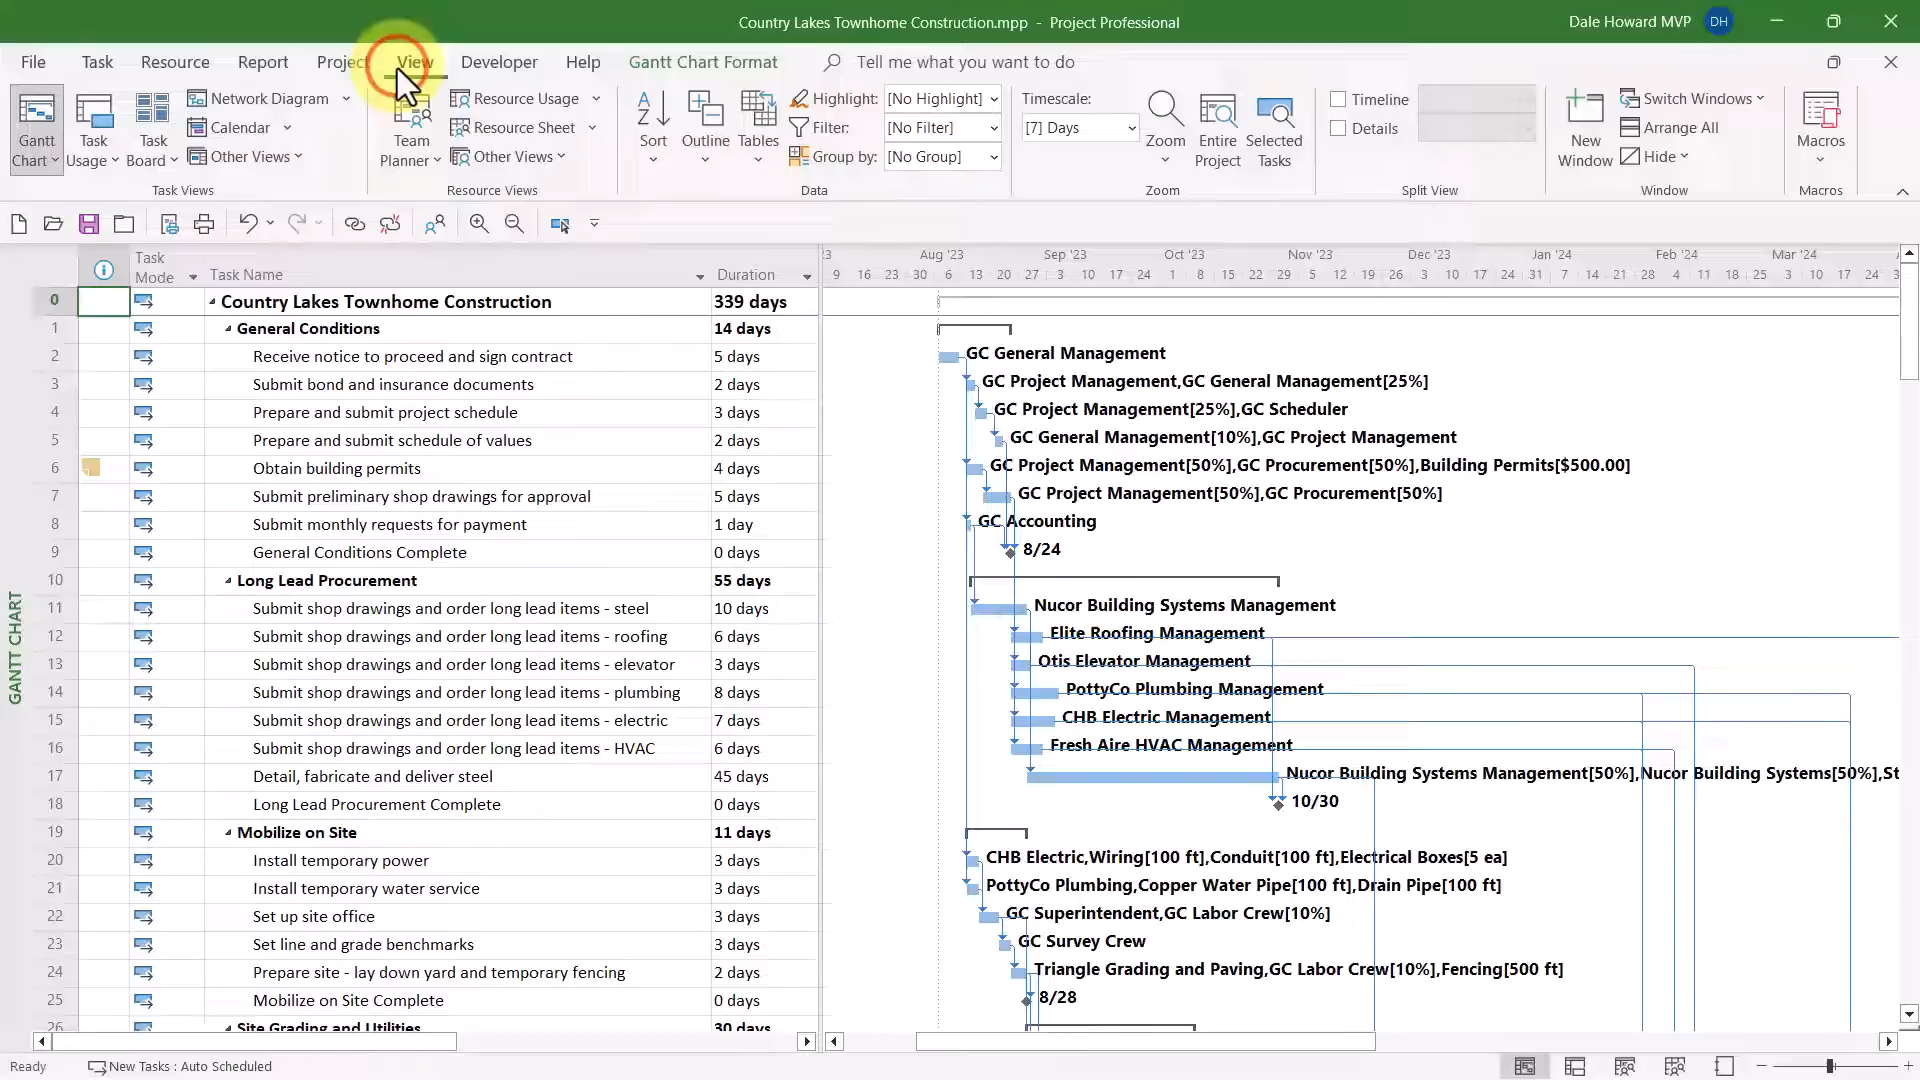 Country Lakes Townhome Construction.mpp - Project Professional
Dale Howard MVP DH
File Task Resource Report Project View Developer Help Gantt Chart Format Tell me what you want to do
Gantt Chart
Task Usage
Task Board
Network Diagram
Calendar
Other Views
Task Views
Team Planner
Resource Usage
Resource Sheet
Other Views
Resource Views
Sort
Outline
Tables
Highlight: [No Highlight]
Filter: [No Filter]
Group by: [No Group]
Data
Timescale:
[7] Days
Zoom
Entire Project
Selected Tasks
Zoom
Timeline
Details
Split View
New Window
Switch Windows
Arrange All
Hide
Window
Macros
Macros
Task Mode Task Name Duration
Aug '23 Sep '23 Oct '23 Nov '23 Dec '23 Jan '24 Feb '24 Mar '24
9 16 23 30 6 13 20 27 3 10 17 24 1 8 15 22 29 5 12 19 26 3 10 17 24 31 7 14 21 28 4 11 18 25 3 10 17 24
0 Country Lakes Townhome Construction 339 days
1 General Conditions 14 days
2 Receive notice to proceed and sign contract 5 days GC General Management
3 Submit bond and insurance documents 2 days GC Project Management,GC General Management[25%]
4 Prepare and submit project schedule 3 days GC Project Management[25%],GC Scheduler
5 Prepare and submit schedule of values 2 days GC General Management[10%],GC Project Management
6 Obtain building permits 4 days GC Project Management[50%],GC Procurement[50%],Building Permits[$500.00]
7 Submit preliminary shop drawings for approval 5 days GC Project Management[50%],GC Procurement[50%]
8 Submit monthly requests for payment 1 day GC Accounting
9 General Conditions Complete 0 days 8/24
10 Long Lead Procurement 55 days
11 Submit shop drawings and order long lead items - steel 10 days Nucor Building Systems Management
12 Submit shop drawings and order long lead items - roofing 6 days Elite Roofing Management
13 Submit shop drawings and order long lead items - elevator 3 days Otis Elevator Management
14 Submit shop drawings and order long lead items - plumbing 8 days PottyCo Plumbing Management
15 Submit shop drawings and order long lead items - electric 7 days CHB Electric Management
16 Submit shop drawings and order long lead items - HVAC 6 days Fresh Aire HVAC Management
17 Detail, fabricate and deliver steel 45 days Nucor Building Systems Management[50%],Nucor Building Systems[50%],St
18 Long Lead Procurement Complete 0 days 10/30
19 Mobilize on Site 11 days
20 Install temporary power 3 days CHB Electric,Wiring[100 ft],Conduit[100 ft],Electrical Boxes[5 ea]
21 Install temporary water service 3 days PottyCo Plumbing,Copper Water Pipe[100 ft],Drain Pipe[100 ft]
22 Set up site office 3 days GC Superintendent,GC Labor Crew[10%]
23 Set line and grade benchmarks 3 days GC Survey Crew
24 Prepare site - lay down yard and temporary fencing 2 days Triangle Grading and Paving,GC Labor Crew[10%],Fencing[500 ft]
25 Mobilize on Site Complete 0 days 8/28
26 Site Grading and Utilities 30 days
GANTT CHART
Ready New Tasks : Auto Scheduled